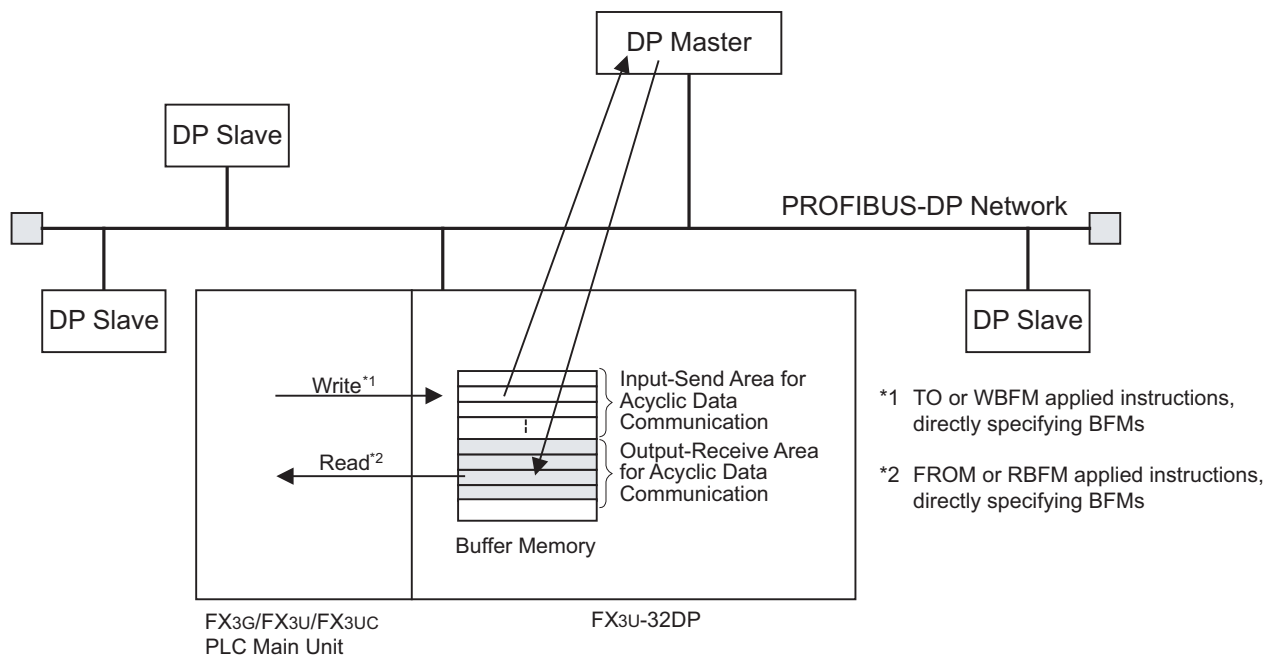 DP Master
DP Slave
PROFIBUS-DP Network
DP Slave
DP Slave
Write*1
Read*2
Input-Send Area for
Acyclic Data
Communication
Output-Receive Area
for Acyclic Data
Communication
Buffer Memory
*1 TO or WBFM applied instructions,
directly specifying BFMs
*2 FROM or RBFM applied instructions,
directly specifying BFMs
FX3G/FX3U/FX3UC
PLC Main Unit
FX3U-32DP